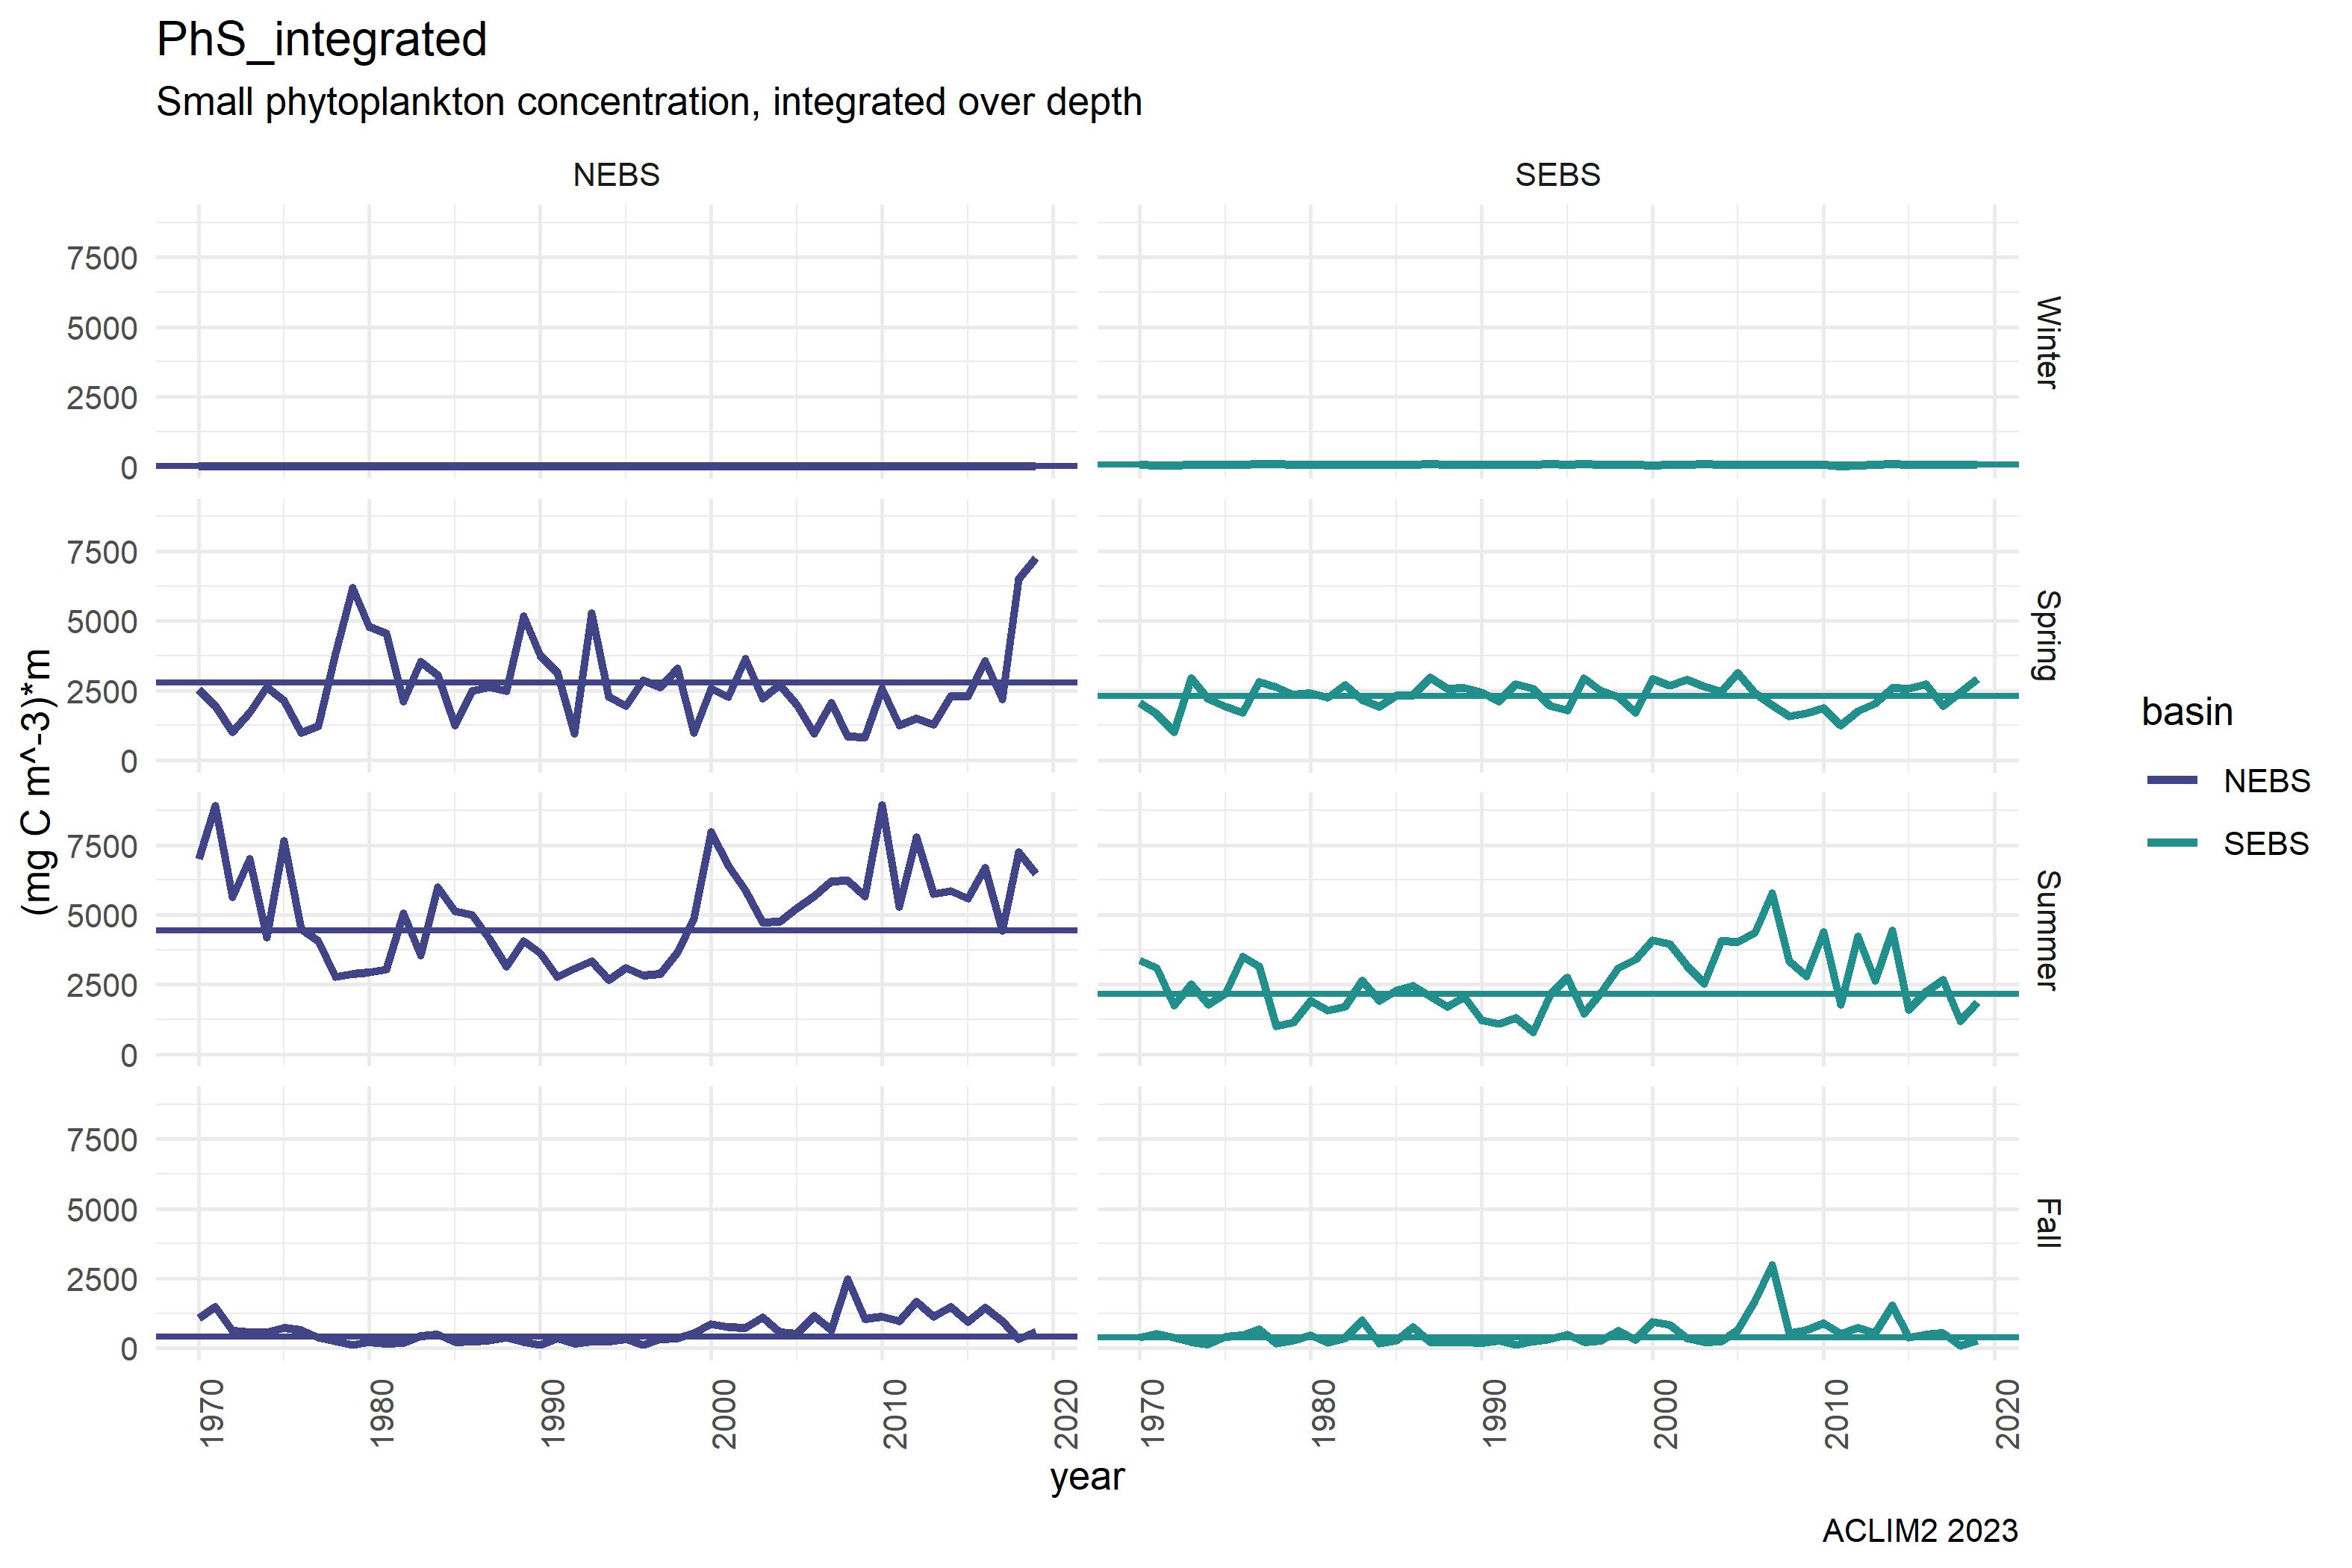 PhS_integrated
Small phytoplankton concentration, integrated over depth
NEBS
SEBS
7500
5000
2500
0
Winter
7500
5000
2500
0
Spring
(mg C m^-3)*m
7500
5000
2500
0
Summer
7500
5000
2500
0
Fall
1970
1980
1990
2000
2010
2020
1970
1980
1990
2000
2010
2020
year
basin
NEBS
SEBS
ACLIM2 2023